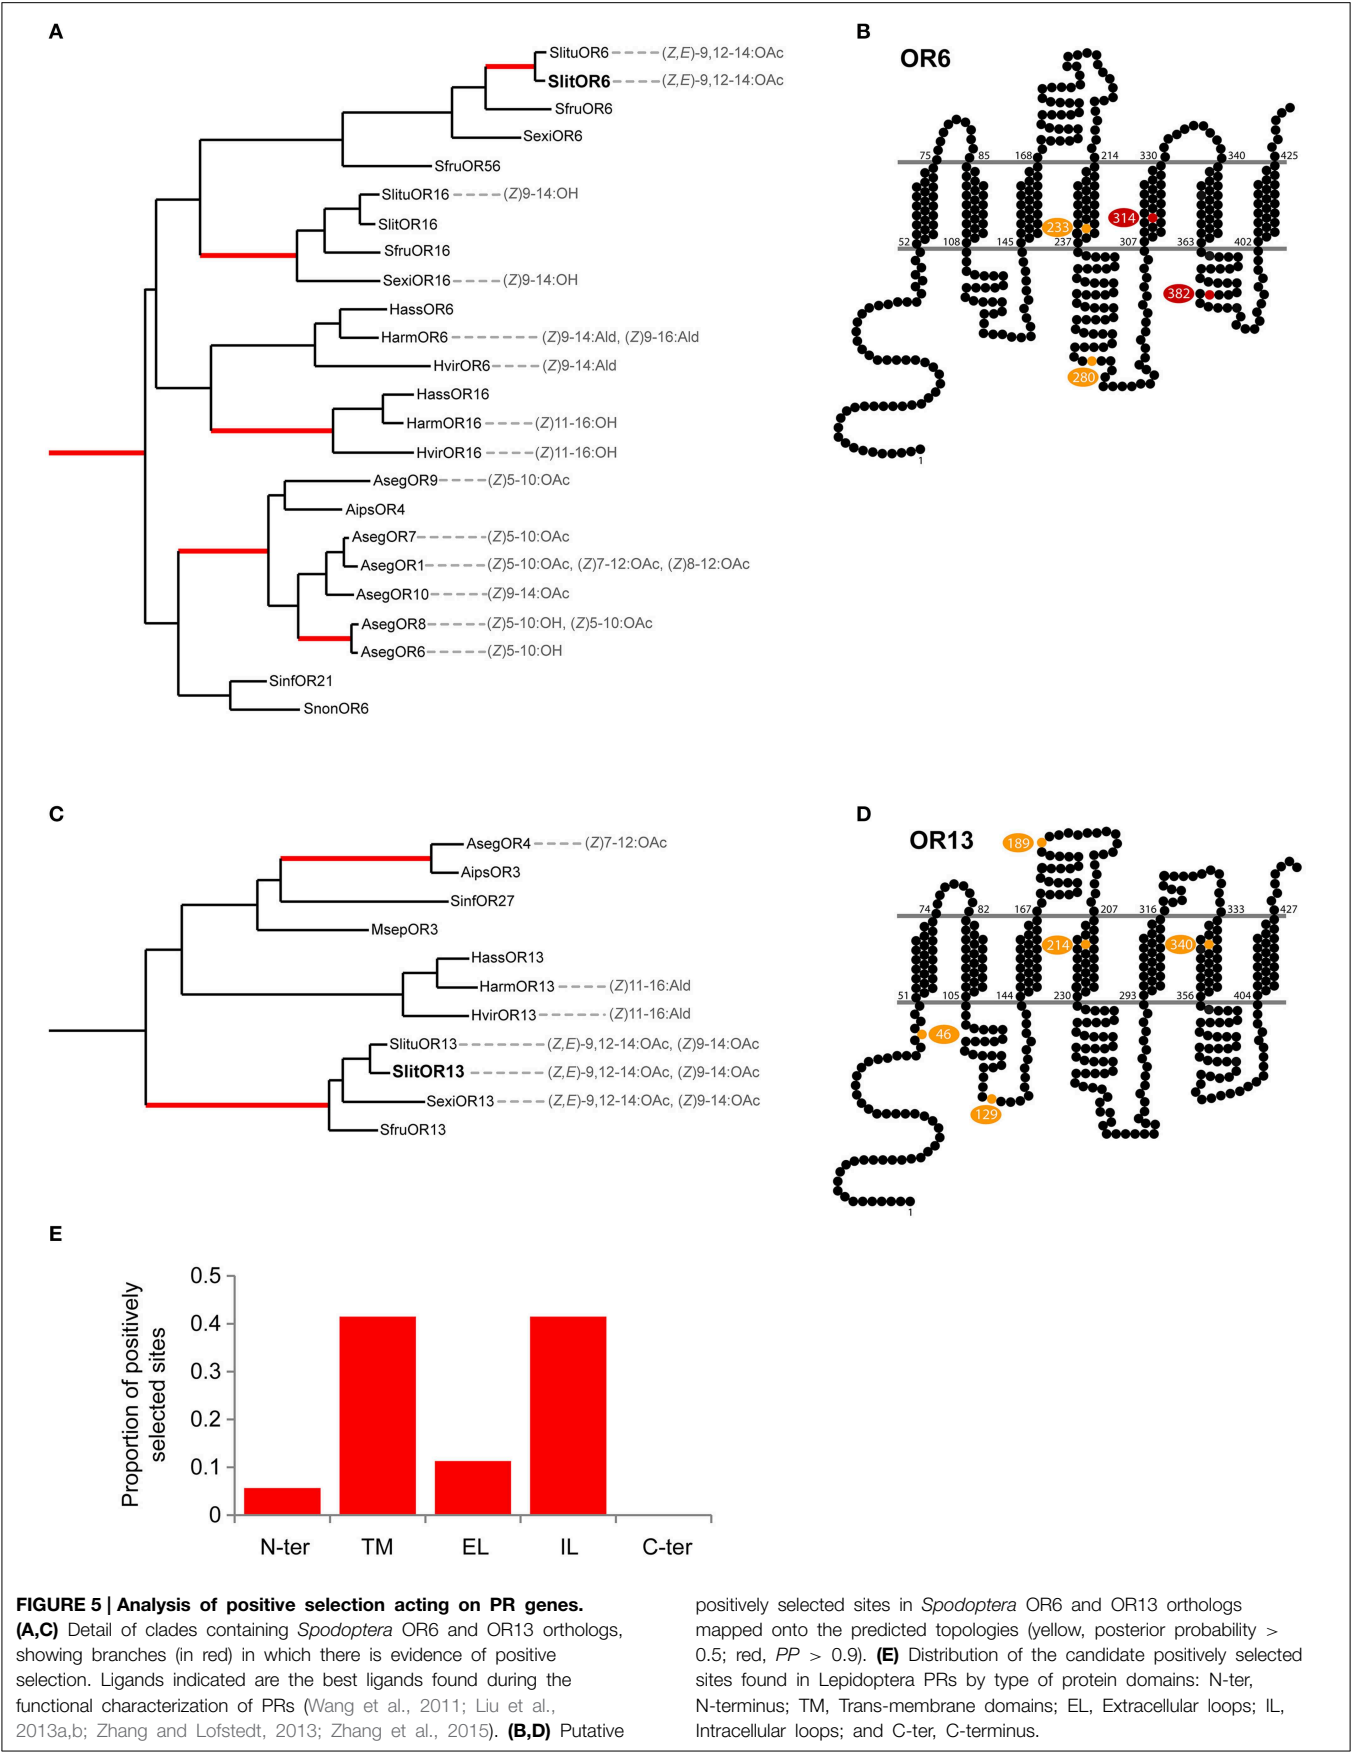 A
SlituOR6 (Z,E)-9,12-14:OAc
SlitOR6 (Z,E)-9,12-14:OAc
SfruOR6
SexiOR6
SfruOR56
SlituOR16 (Z)9-14:OH
SlitOR16
SfruOR16
SexiOR16 (Z)9-14:OH
HassOR6
HarmOR6 (Z)9-14:Ald, (Z)9-16:Ald
HvirOR6 (Z)9-14:Ald
HassOR16
HarmOR16 (Z)11-16:OH
HvirOR16 (Z)11-16:OH
AsegOR9 (Z)5-10:OAc
AipsOR4
AsegOR7 (Z)5-10:OAc
AsegOR1 (Z)5-10:OAc, (Z)7-12:OAc, (Z)8-12:OAc
AsegOR10 (Z)9-14:OAc
AsegOR8 (Z)5-10:OH, (Z)5-10:OAc
AsegOR6 (Z)5-10:OH
SinfOR21
SnonOR6
B
OR6
75 85 168 214 330 340 425
233 314
52 108 145 237 307 363 402
382
280
1
C
AsegOR4 (Z)7-12:OAc
AipsOR3
SinfOR27
MsepOR3
HassOR13
HarmOR13 (Z)11-16:Ald
HvirOR13 (Z)11-16:Ald
SlituOR13 (Z,E)-9,12-14:OAc, (Z)9-14:OAc
SlitOR13 (Z,E)-9,12-14:OAc, (Z)9-14:OAc
SexiOR13 (Z,E)-9,12-14:OAc, (Z)9-14:OAc
SfruOR13
D
OR13
189
74 82 167 207 316 333 427
214 340
51 105 144 230 293 356 404
46
129
1
E
Proportion of positively
selected sites
0.5
0.4
0.3
0.2
0.1
0
N-ter TM EL IL C-ter
FIGURE 5 | Analysis of positive selection acting on PR genes.
(A,C) Detail of clades containing Spodoptera OR6 and OR13 orthologs,
showing branches (in red) in which there is evidence of positive
selection. Ligands indicated are the best ligands found during the
functional characterization of PRs (Wang et al., 2011; Liu et al.,
2013a,b; Zhang and Lofstedt, 2013; Zhang et al., 2015). (B,D) Putative
positively selected sites in Spodoptera OR6 and OR13 orthologs
mapped onto the predicted topologies (yellow, posterior probability >
0.5; red, PP > 0.9). (E) Distribution of the candidate positively selected
sites found in Lepidoptera PRs by type of protein domains: N-ter,
N-terminus; TM, Trans-membrane domains; EL, Extracellular loops; IL,
Intracellular loops; and C-ter, C-terminus.